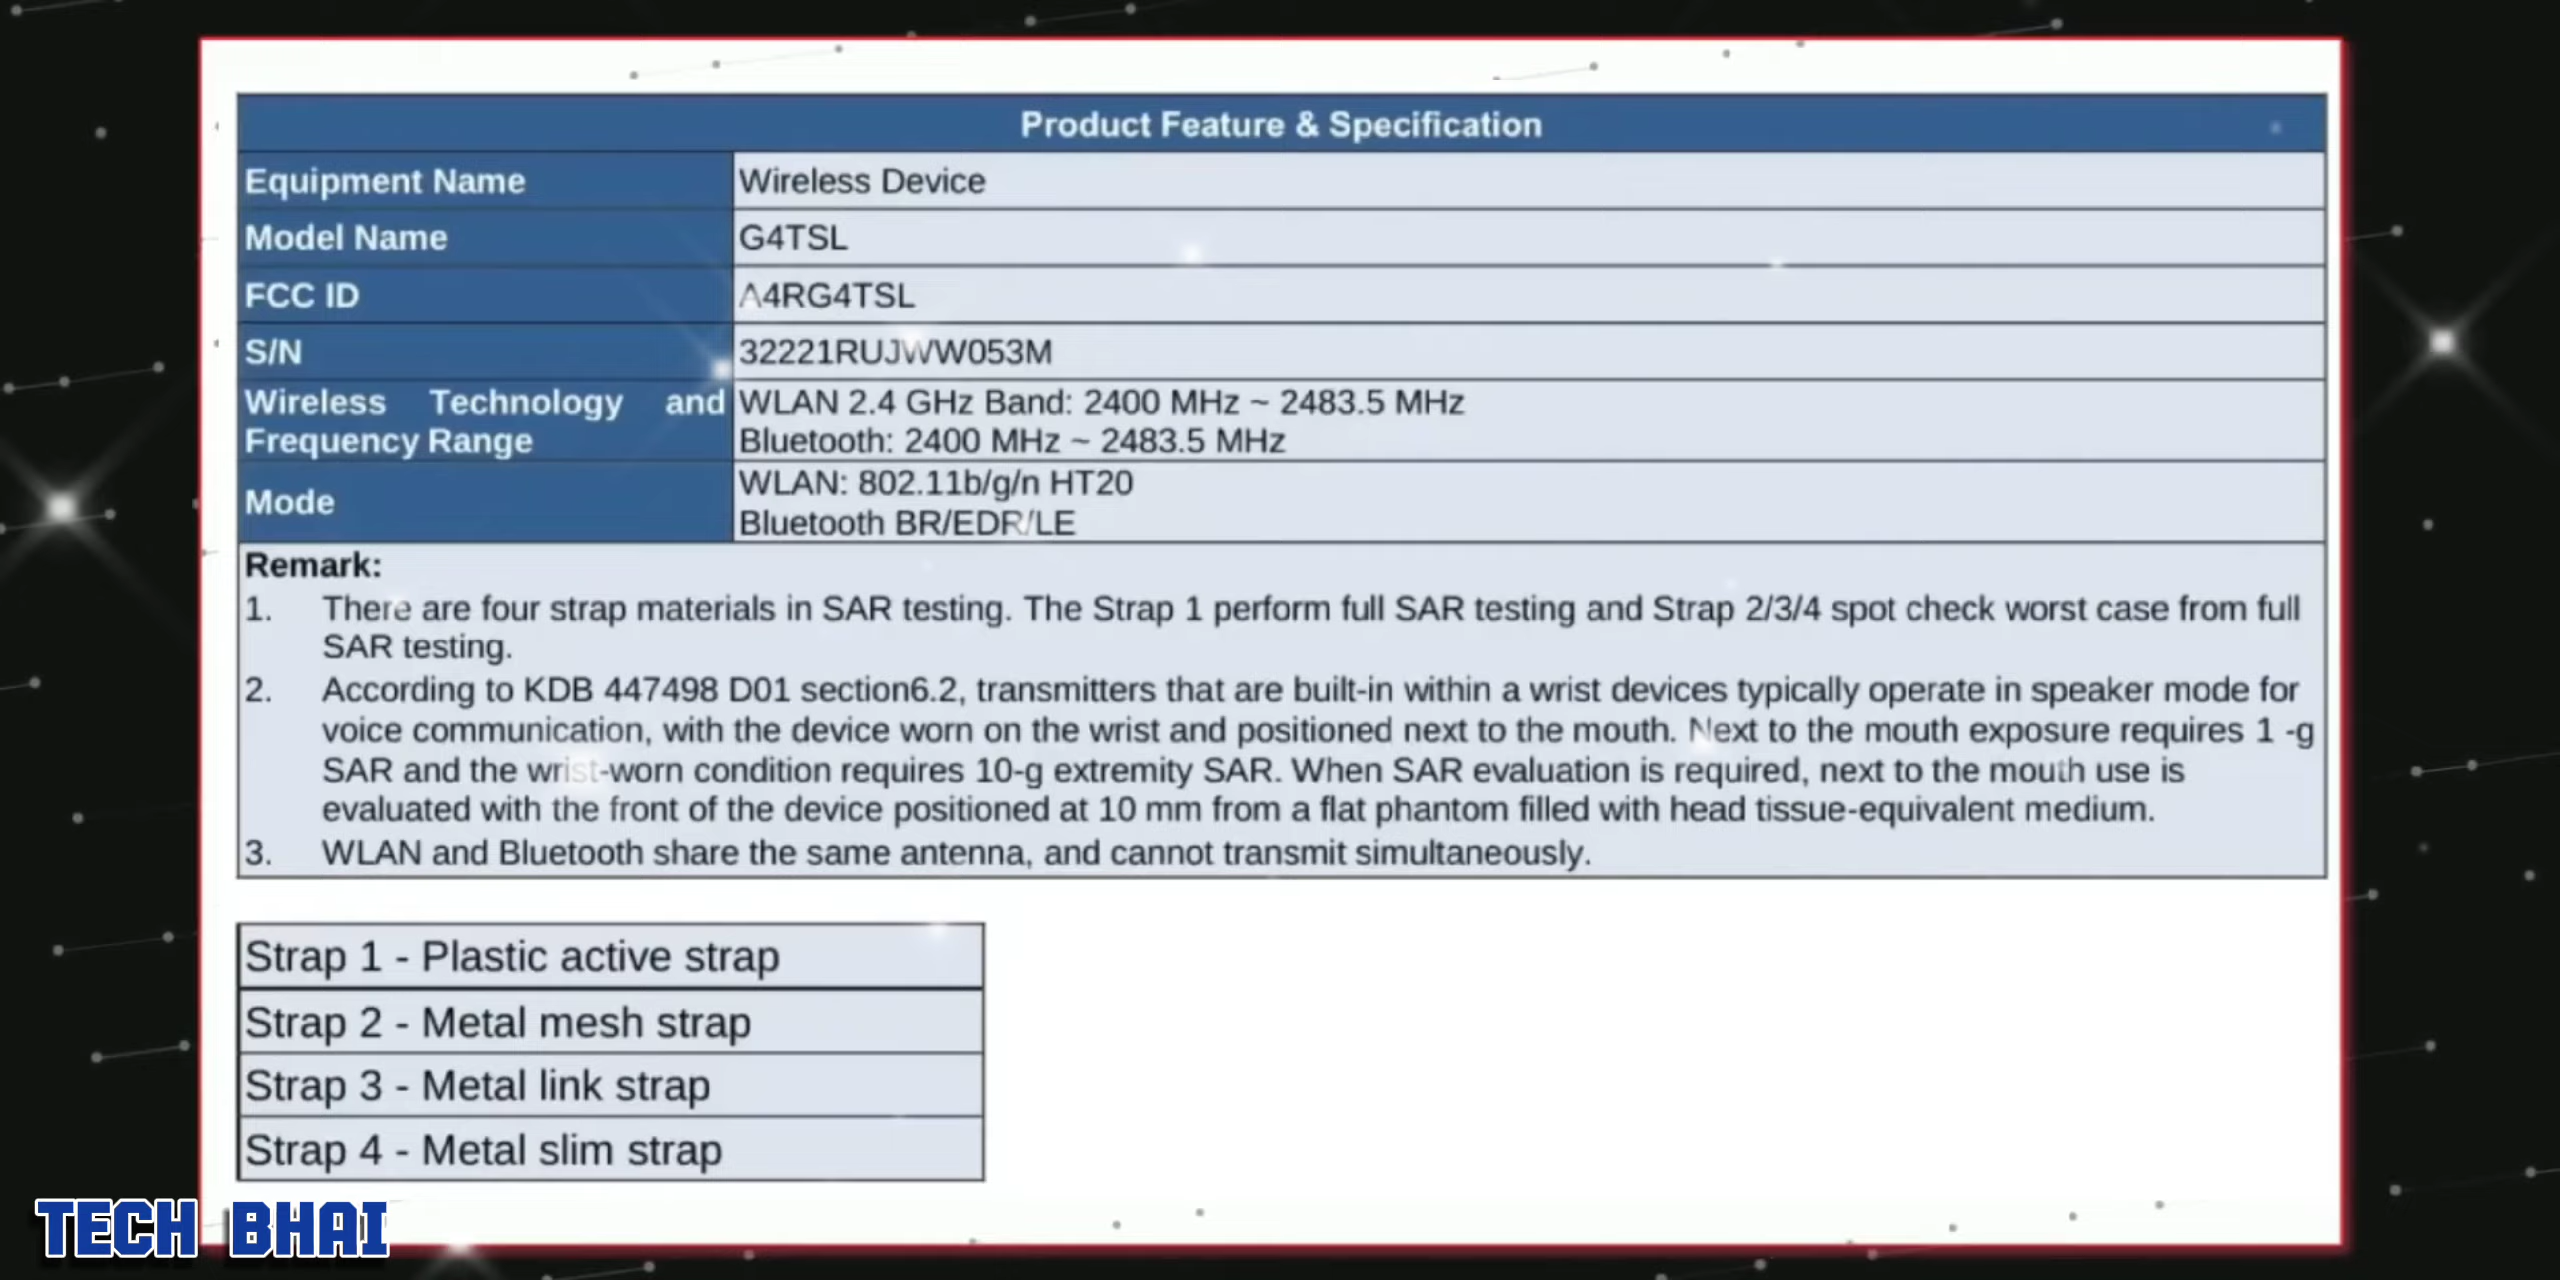 Product Feature & Specification
Equipment Name Wireless Device
Model Name G4TSL
FCC ID A4RG4TSL
S/N 32221RUJWW053M
Wireless Technology and WLAN 2.4 GHz Band: 2400 MHz ~ 2483.5 MHz
Frequency Range Bluetooth: 2400 MHz ~ 2483.5 MHz
Mode WLAN: 802.11b/g/n HT20
Bluetooth BR/EDR/LE
Remark:
1. There are four strap materials in SAR testing. The Strap 1 perform full SAR testing and Strap 2/3/4 spot check worst case from full
SAR testing.
2. According to KDB 447498 D01 section6.2, transmitters that are built-in within a wrist devices typically operate in speaker mode for
voice communication, with the device worn on the wrist and positioned next to the mouth. Next to the mouth exposure requires 1 -g
SAR and the wrist-worn condition requires 10-g extremity SAR. When SAR evaluation is required, next to the mouth use is
evaluated with the front of the device positioned at 10 mm from a flat phantom filled with head tissue-equivalent medium.
3. WLAN and Bluetooth share the same antenna, and cannot transmit simultaneously.
Strap 1 - Plastic active strap
Strap 2 - Metal mesh strap
Strap 3 - Metal link strap
Strap 4 - Metal slim strap
TECH BHAI